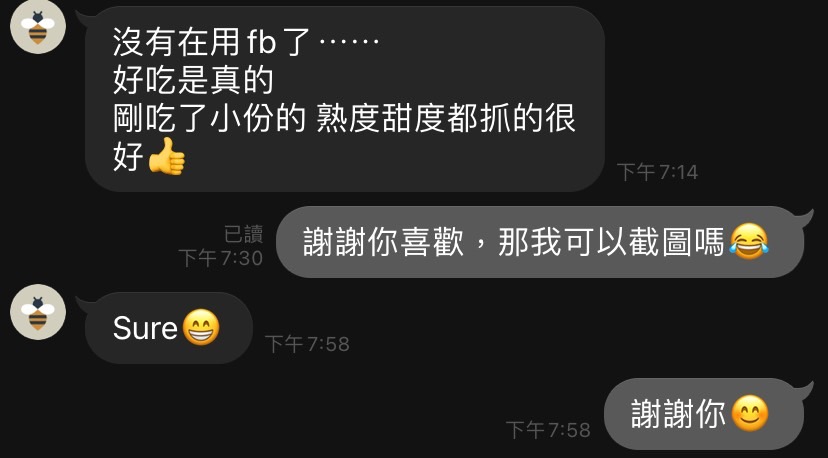 沒有在用fb了⋯⋯
好吃是真的
剛吃了小份的 熟度甜度都抓的很
好👍
下午7:14
已讀
下午7:30
謝謝你喜歡，那我可以截圖嗎😂
Sure😁
下午7:58
下午7:58
謝謝你😊